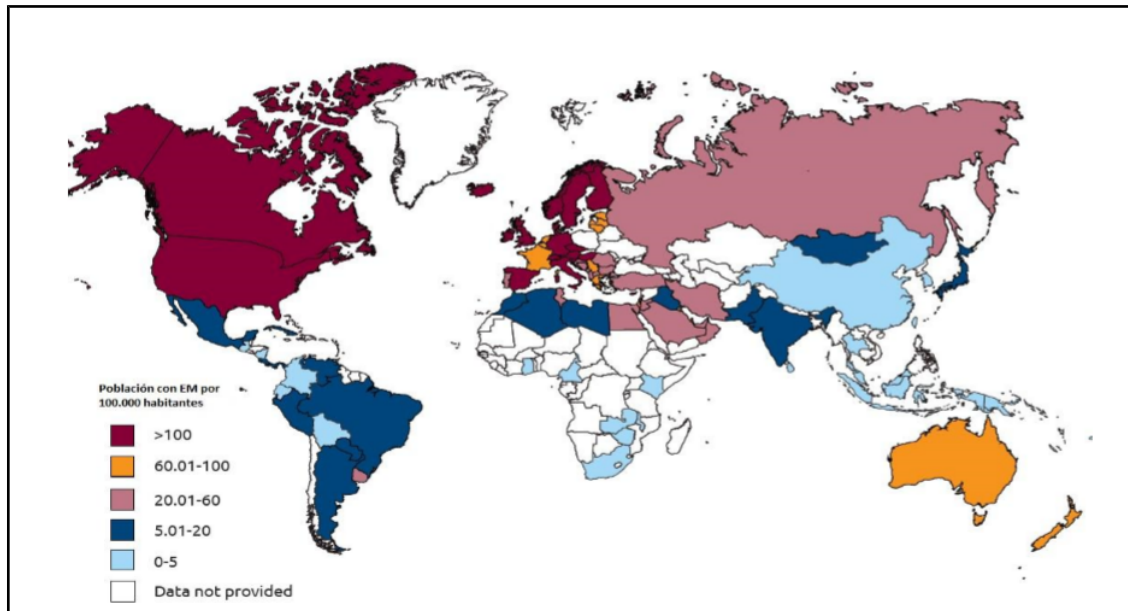 Población con EM por
100.000 habitantes
>100
60.01-100
20.01-60
5.01-20
0-5
Data not provided